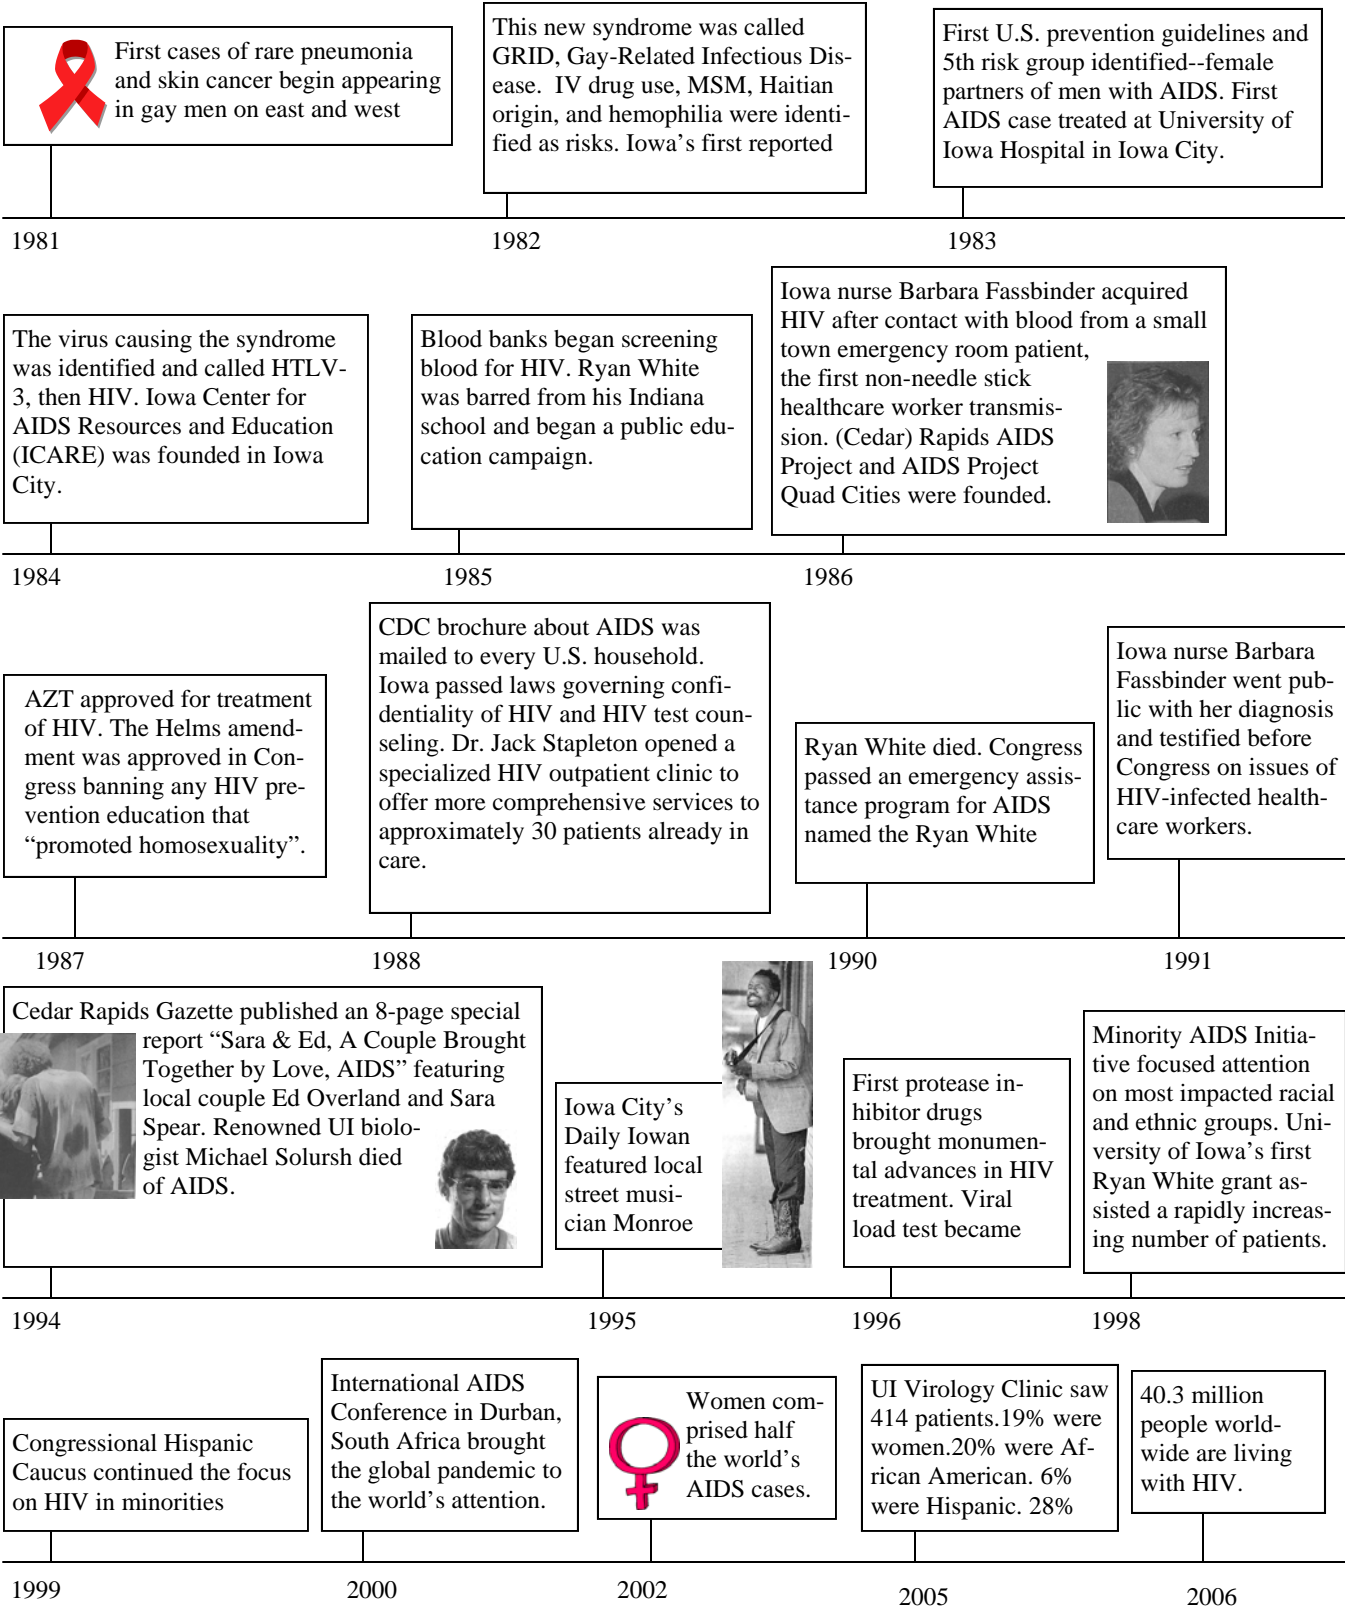 First cases of rare pneumonia
and skin cancer begin appearing
in gay men on east and west
This new syndrome was called
GRID, Gay-Related Infectious Dis-
ease.  IV drug use, MSM, Haitian
origin, and hemophilia were identi-
fied as risks. Iowa’s first reported
First U.S. prevention guidelines and
5th risk group identified--female
partners of men with AIDS. First
AIDS case treated at University of
Iowa Hospital in Iowa City.
1981
1982
1983
The virus causing the syndrome
was identified and called HTLV-
3, then HIV. Iowa Center for
AIDS Resources and Education
(ICARE) was founded in Iowa
City.
Blood banks began screening
blood for HIV. Ryan White
was barred from his Indiana
school and began a public edu-
cation campaign.
Iowa nurse Barbara Fassbinder acquired
HIV after contact with blood from a small
town emergency room patient,
the first non-needle stick
healthcare worker transmis-
sion. (Cedar) Rapids AIDS
Project and AIDS Project
Quad Cities were founded.
1984
1985
1986
AZT approved for treatment
of HIV. The Helms amend-
ment was approved in Con-
gress banning any HIV pre-
vention education that
“promoted homosexuality”.
CDC brochure about AIDS was
mailed to every U.S. household.
Iowa passed laws governing confi-
dentiality of HIV and HIV test coun-
seling. Dr. Jack Stapleton opened a
specialized HIV outpatient clinic to
offer more comprehensive services to
approximately 30 patients already in
care.
Ryan White died. Congress
passed an emergency assis-
tance program for AIDS
named the Ryan White
Iowa nurse Barbara
Fassbinder went pub-
lic with her diagnosis
and testified before
Congress on issues of
HIV-infected health-
care workers.
1987
1988
1990
1991
Cedar Rapids Gazette published an 8-page special
report “Sara & Ed, A Couple Brought
Together by Love, AIDS” featuring
local couple Ed Overland and Sara
Spear. Renowned UI biolo-
gist Michael Solursh died
of AIDS.
Iowa City’s
Daily Iowan
featured local
street musi-
cian Monroe
First protease in-
hibitor drugs
brought monumen-
tal advances in HIV
treatment. Viral
load test became
Minority AIDS Initia-
tive focused attention
on most impacted racial
and ethnic groups. Uni-
versity of Iowa’s first
Ryan White grant as-
sisted a rapidly increas-
ing number of patients.
1994
1995
1996
1998
Congressional Hispanic
Caucus continued the focus
on HIV in minorities
International AIDS
Conference in Durban,
South Africa brought
the global pandemic to
the world’s attention.
Women com-
prised half
the world’s
AIDS cases.
UI Virology Clinic saw
414 patients.19% were
women.20% were Af-
rican American. 6%
were Hispanic. 28%
40.3 million
people world-
wide are living
with HIV.
1999
2000
2002
2005
2006